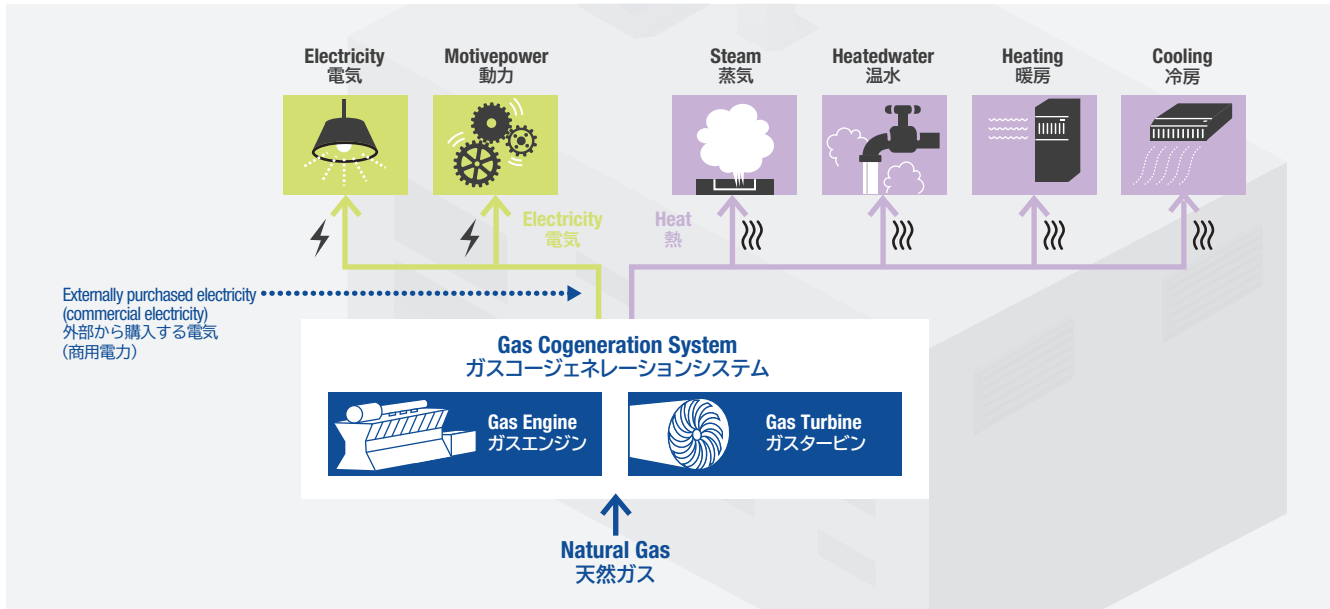 Electricity
電気
Motivepower
動力
Steam
蒸気
Heatedwater
温水
Heating
暖房
Cooling
冷房
Electricity
電気
Heat
熱
Externally purchased electricity
(commercial electricity)
外部から購入する電気
（商用電力）
Gas Cogeneration System
ガスコージェネレーションシステム
Gas Engine
ガスエンジン
Gas Turbine
ガスタービン
Natural Gas
天然ガス